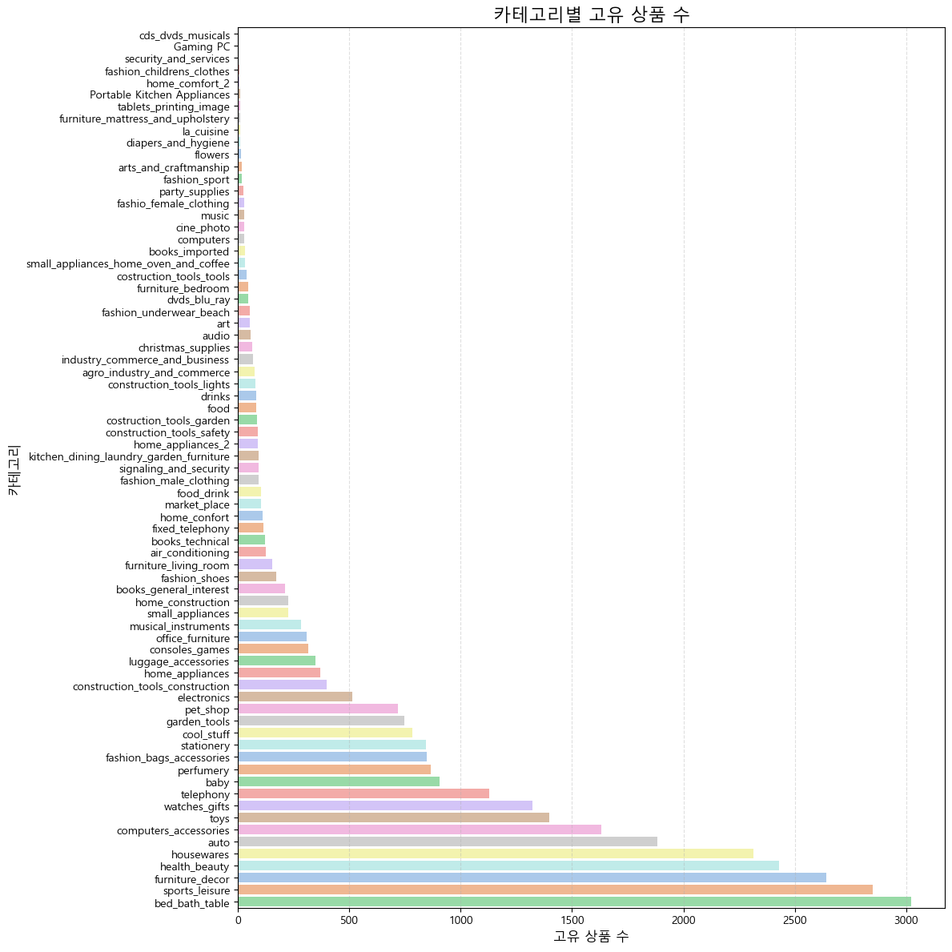 카테고리별 고유 상품 수
카테고리
cds_dvds_musicals
Gaming PC
security_and_services
fashion_childrens_clothes
home_comfort_2
Portable Kitchen Appliances
tablets_printing_image
furniture_mattress_and_upholstery
la_cuisine
diapers_and_hygiene
flowers
arts_and_craftmanship
fashion_sport
party_supplies
fashio_female_clothing
music
cine_photo
computers
books_imported
small_appliances_home_oven_and_coffee
costruction_tools_tools
furniture_bedroom
dvds_blu_ray
fashion_underwear_beach
art
audio
christmas_supplies
industry_commerce_and_business
agro_industry_and_commerce
construction_tools_lights
drinks
food
costruction_tools_garden
construction_tools_safety
home_appliances_2
kitchen_dining_laundry_garden_furniture
signaling_and_security
fashion_male_clothing
food_drink
market_place
home_confort
fixed_telephony
books_technical
air_conditioning
furniture_living_room
fashion_shoes
books_general_interest
home_construction
small_appliances
musical_instruments
office_furniture
consoles_games
luggage_accessories
home_appliances
construction_tools_construction
electronics
pet_shop
garden_tools
cool_stuff
stationery
fashion_bags_accessories
perfumery
baby
telephony
watches_gifts
toys
computers_accessories
auto
housewares
health_beauty
furniture_decor
sports_leisure
bed_bath_table
0 500 1000 1500 2000 2500 3000
고유 상품 수